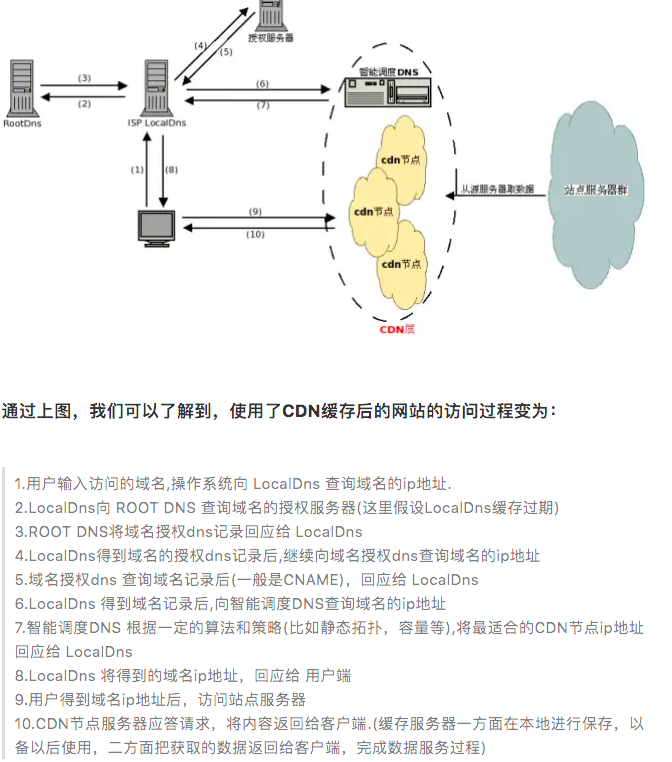 授权服务器
(4)
(5)
智能调度DNS
(3)
(2)
(6)
(7)
RootDns
ISP LocalDns
cdn节点
(1)
(8)
从源服务器取数据
站点服务器群
cdn节点
(9)
(10)
cdn节点
CDN层
通过上图，我们可以了解到，使用了CDN缓存后的网站的访问过程变为：
1.用户输入访问的域名,操作系统向 LocalDns 查询域名的ip地址.
2.LocalDns向 ROOT DNS 查询域名的授权服务器(这里假设LocalDns缓存过期)
3.ROOT DNS将域名授权dns记录回应给 LocalDns
4.LocalDns得到域名的授权dns记录后,继续向域名授权dns查询域名的ip地址
5.域名授权dns 查询域名记录后(一般是CNAME)，回应给 LocalDns
6.LocalDns 得到域名记录后,向智能调度DNS查询域名的ip地址
7.智能调度DNS 根据一定的算法和策略(比如静态拓扑，容量等),将最适合的CDN节点ip地址
回应给 LocalDns
8.LocalDns 将得到的域名ip地址，回应给 用户端
9.用户得到域名ip地址后，访问站点服务器
10.CDN节点服务器应答请求，将内容返回给客户端.(缓存服务器一方面在本地进行保存，以
备以后使用，二方面把获取的数据返回给客户端，完成数据服务过程)